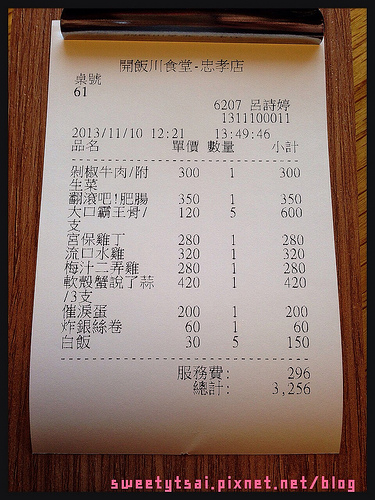 開飯川食堂-忠孝店
桌號
61
6207 呂詩婷
1311100011
2013/11/10 12:21 13:49:46
品名 單價 數量 小計
剁椒牛肉/附 300 1 300
生菜
翻滾吧!肥腸 350 1 350
大口霸王骨/ 120 5 600
支
宮保雞丁 280 1 280
流口水雞 320 1 320
梅汁二弄雞 280 1 280
軟殼蟹說了蒜 420 1 420
/3支
催淚蛋 200 1 200
炸銀絲卷 60 1 60
白飯 30 5 150
服務費: 296
總計: 3,256
sweetytsai.pixnet.net/blog